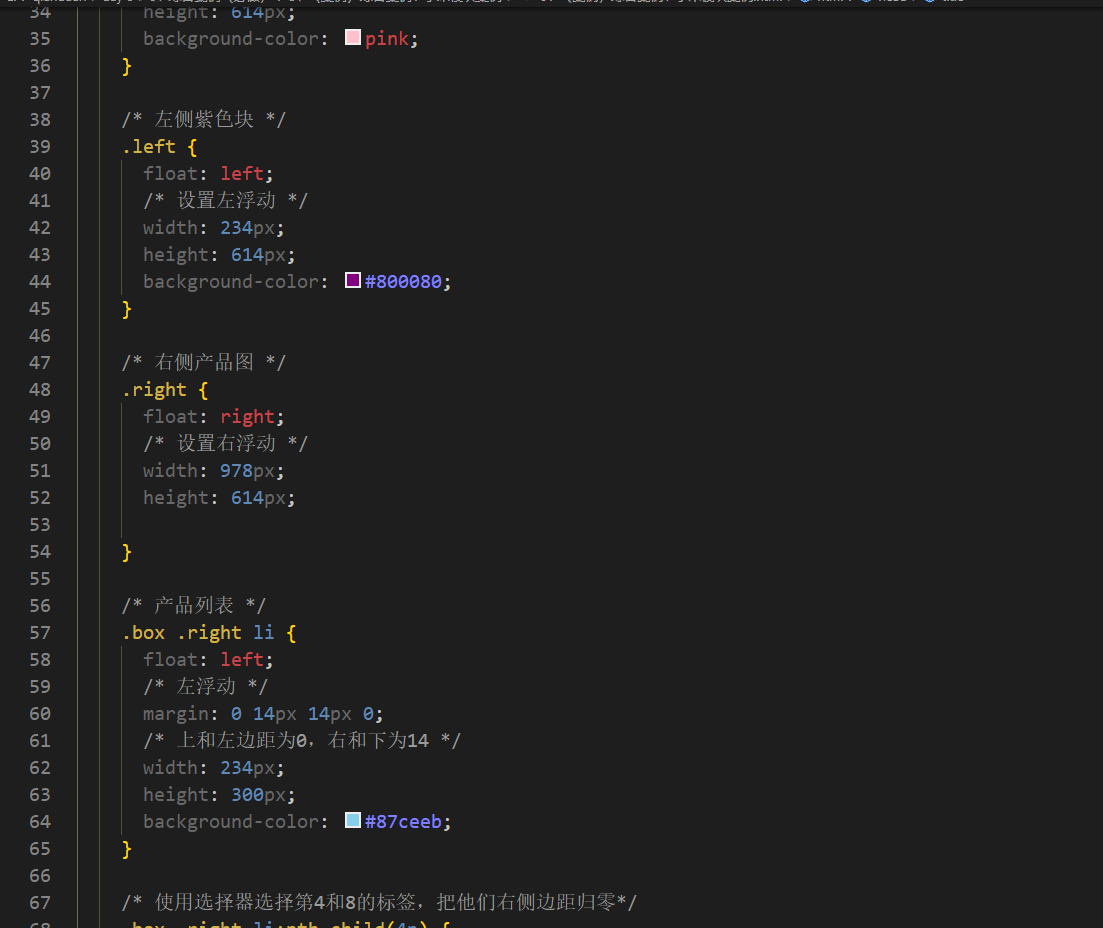 34 height: 614px;
35 background-color: pink;
36 }
37
38 /* 左侧紫色块 */
39 .left {
40 float: left;
41 /* 设置左浮动 */
42 width: 234px;
43 height: 614px;
44 background-color: #800080;
45 }
46
47 /* 右侧产品图 */
48 .right {
49 float: right;
50 /* 设置右浮动 */
51 width: 978px;
52 height: 614px;
53
54 }
55
56 /* 产品列表 */
57 .box .right li {
58 float: left;
59 /* 左浮动 */
60 margin: 0 14px 14px 0;
61 /* 上和左边距为0，右和下为14 */
62 width: 234px;
63 height: 300px;
64 background-color: #87ceeb;
65 }
66
67 /* 使用选择器选择第4和8的标签，把他们右侧边距归零*/
68 .box .right li:nth-child(4n) {